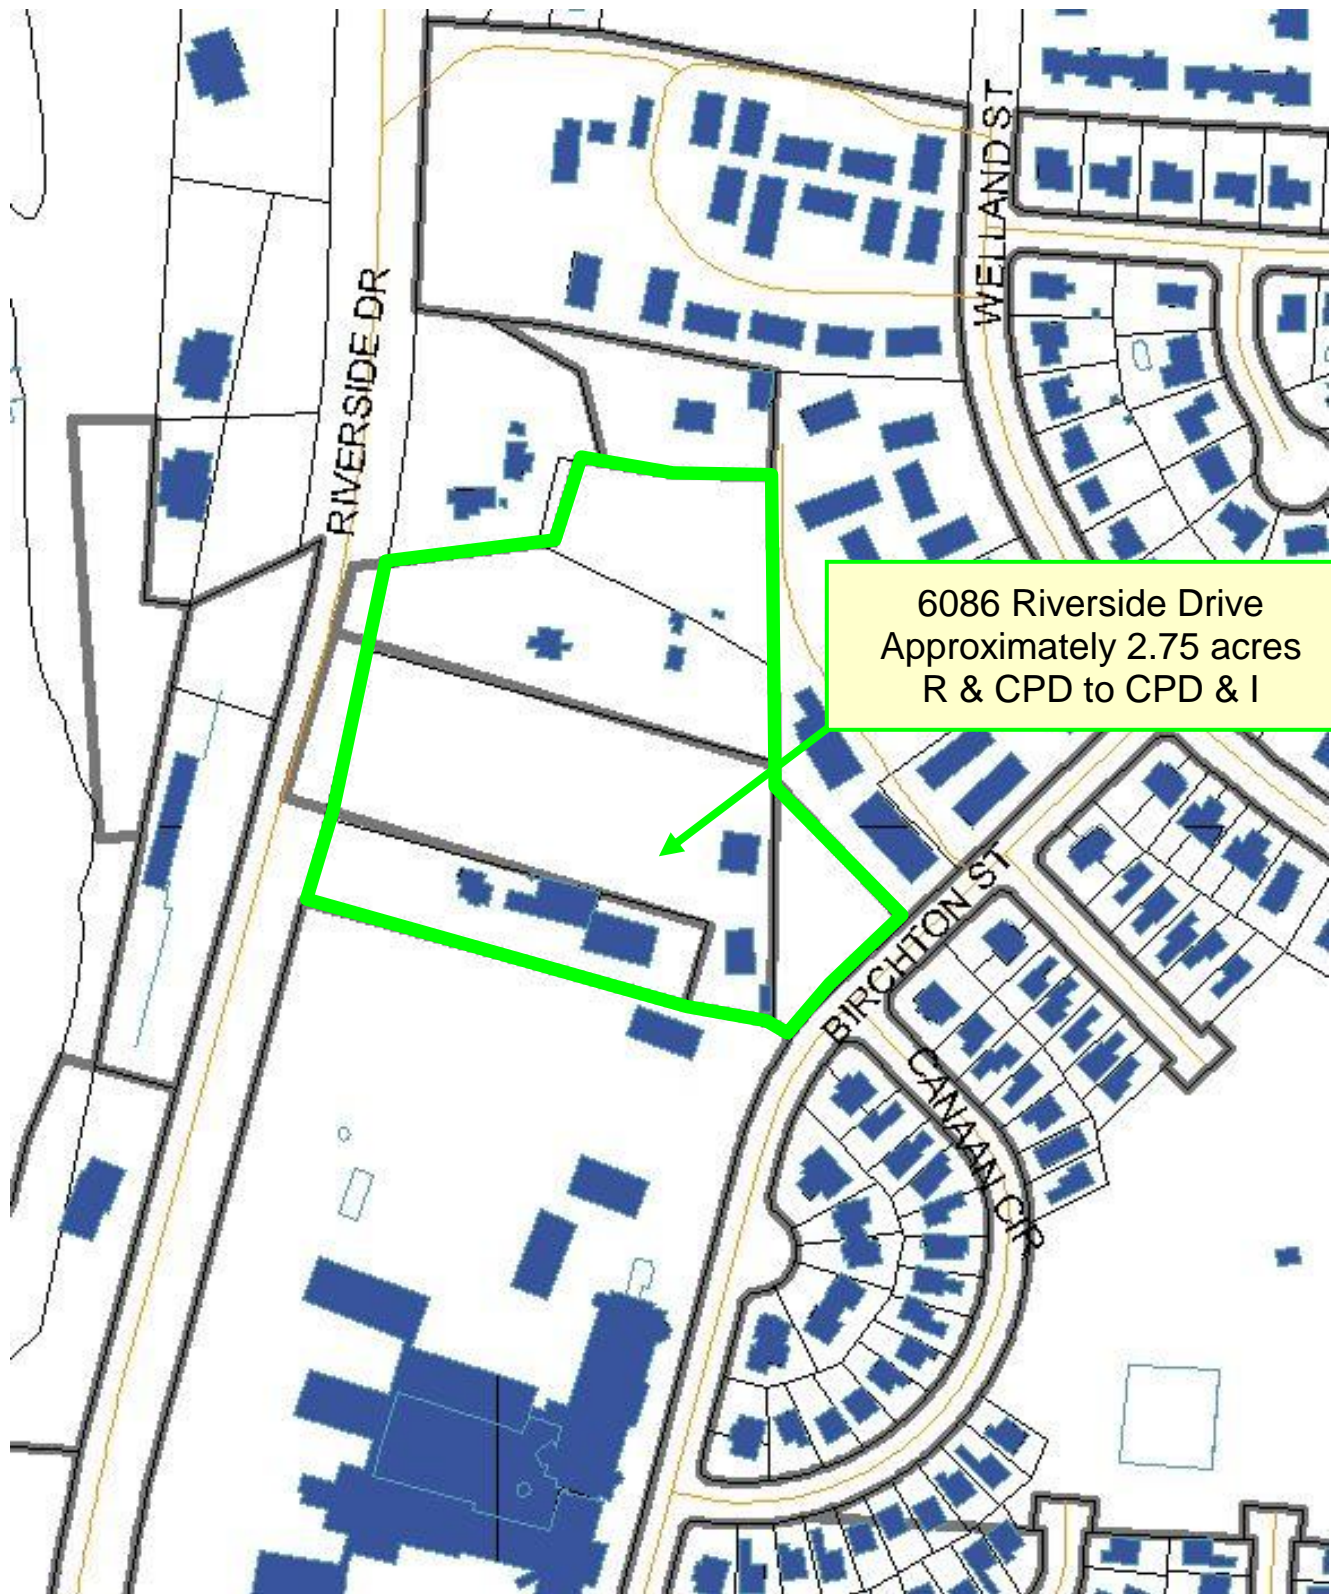 WELLAND ST
RIVERSIDE DR
6086 Riverside Drive
Approximately 2.75 acres
R & CPD to CPD & I
BIRCHTON ST
CANAAN CIR